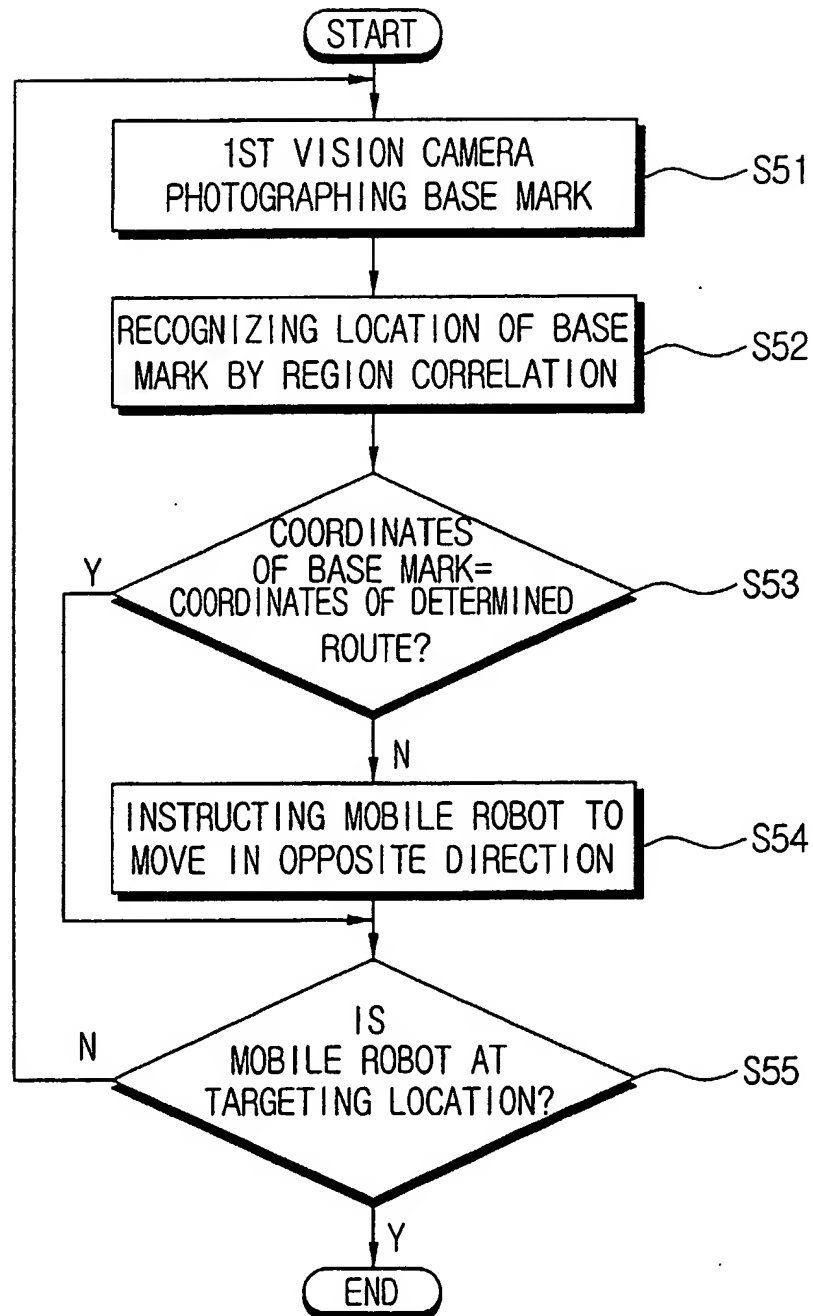 START
1ST VISION CAMERA
PHOTOGRAPHING BASE MARK
S51
RECOGNIZING LOCATION OF BASE
MARK BY REGION CORRELATION
S52
COORDINATES
OF BASE MARK=
COORDINATES OF DETERMINED
ROUTE?
Y
S53
N
INSTRUCTING MOBILE ROBOT TO
MOVE IN OPPOSITE DIRECTION
S54
IS
MOBILE ROBOT AT
TARGETING LOCATION?
N
S55
Y
END